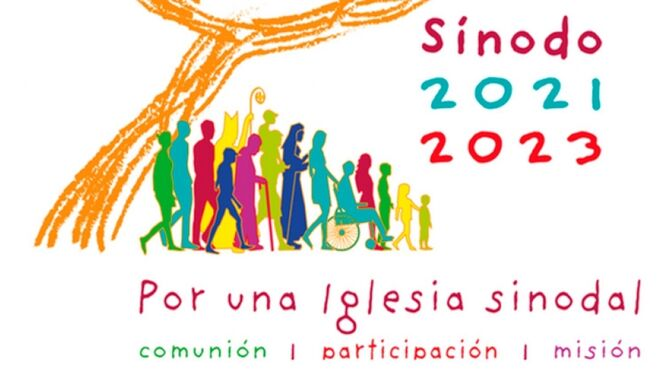 Sínodo
2021
2023
Por una Iglesia sinodal
comunión | participación | misión